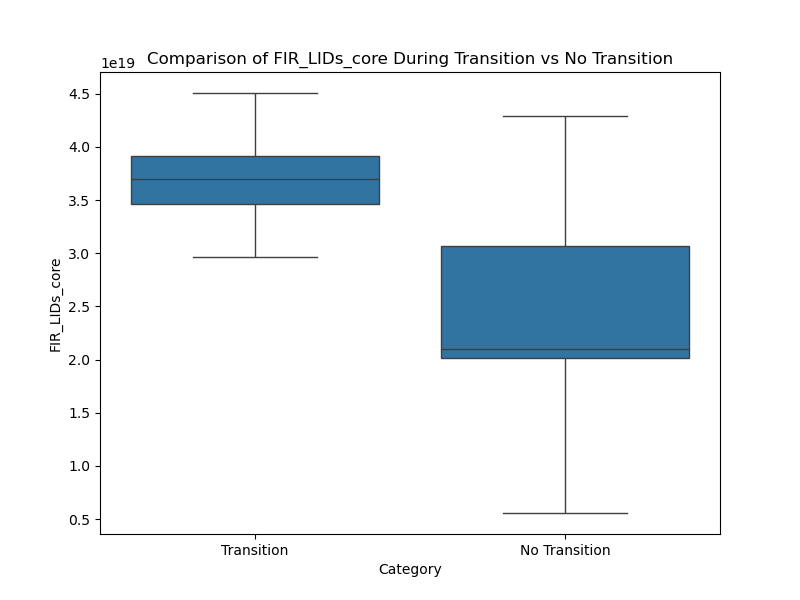 Comparison of FIR_LIDs_core During Transition vs No Transition
1e19
4.5
4.0
3.5
3.0
2.5
2.0
1.5
1.0
0.5
FIR_LIDs_core
Transition
No Transition
Category